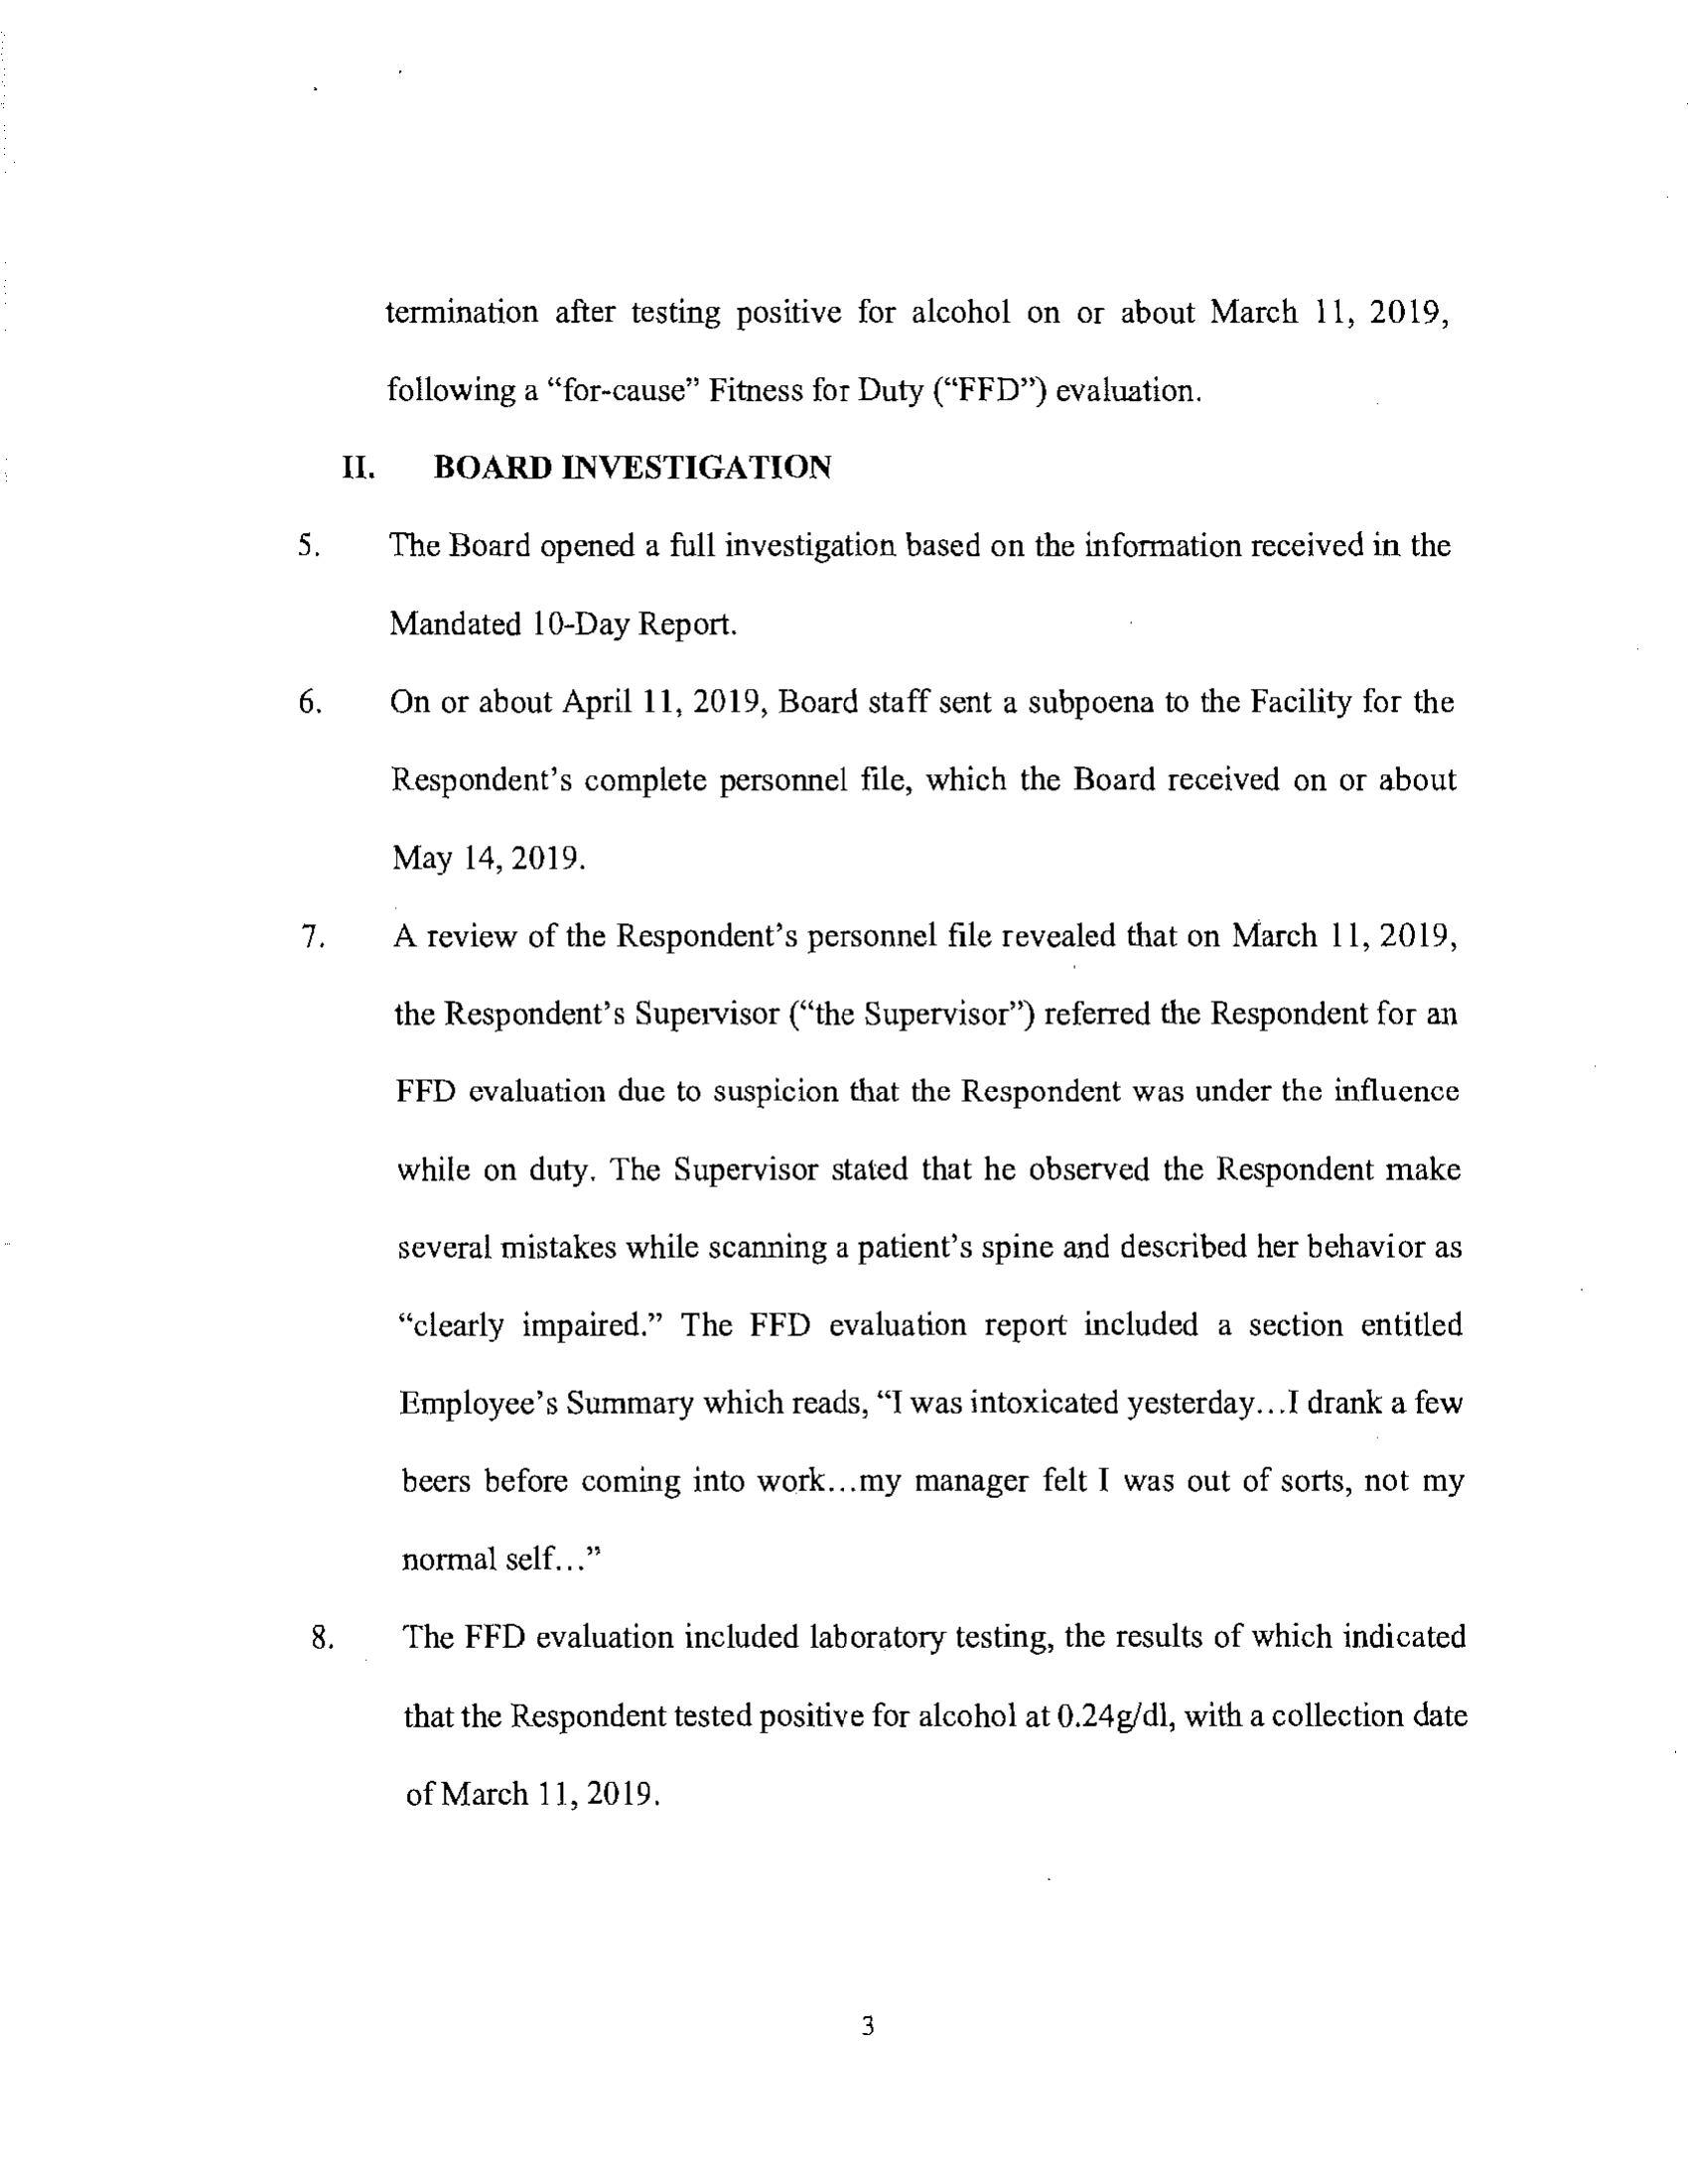 termination after testing positive for alcohol on or about March 11, 2019,
following a “for-cause” Fitness for Duty (“FFD”) evaluation.
II. BOARD INVESTIGATION
5. The Board opened a full investigation based on the information received in the
Mandated 10-Day Report.
6. On or about April 11, 2019, Board staff sent a subpoena to the Facility for the
Respondent’s complete personnel file, which the Board received on or about
May 14, 2019.
7. A review of the Respondent’s personnel file revealed that on March 11, 2019,
the Respondent’s Supervisor (“the Supervisor”) referred the Respondent for an
FFD evaluation due to suspicion that the Respondent was under the influence
while on duty. The Supervisor stated that he observed the Respondent make
several mistakes while scanning a patient’s spine and described her behavior as
“clearly impaired.” The FFD evaluation report included a section entitled
Employee’s Summary which reads, “I was intoxicated yesterday…I drank a few
beers before coming into work…my manager felt I was out of sorts, not my
normal self…”
8. The FFD evaluation included laboratory testing, the results of which indicated
that the Respondent tested positive for alcohol at 0.24g/dl, with a collection date
of March 11, 2019.
3